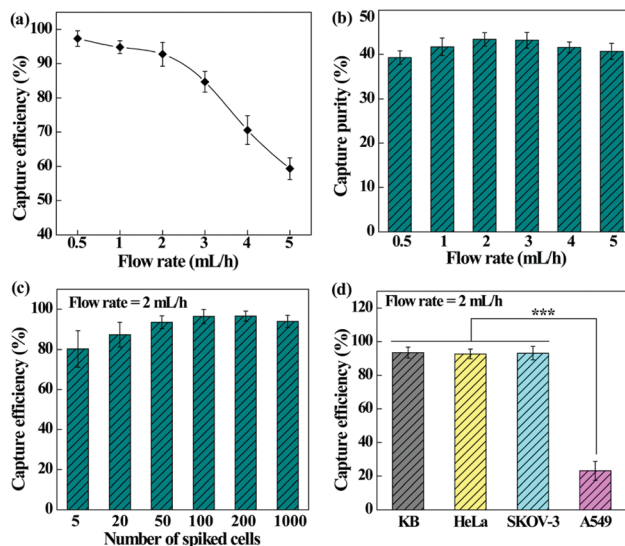 (a)
Capture efficiency (%)
100
90
80
70
60
50
40
0.5 1 2 3 4 5
Flow rate (mL/h)
(b)
Capture purity (%)
50
40
30
20
10
0
0.5 1 2 3 4 5
Flow rate (mL/h)
(c)
Flow rate = 2 mL/h
Capture efficiency (%)
100
80
60
40
20
0
5 20 50 100 200 1000
Number of spiked cells
(d)
Flow rate = 2 mL/h
***
Capture efficiency (%)
120
100
80
60
40
20
0
KB HeLa SKOV-3 A549